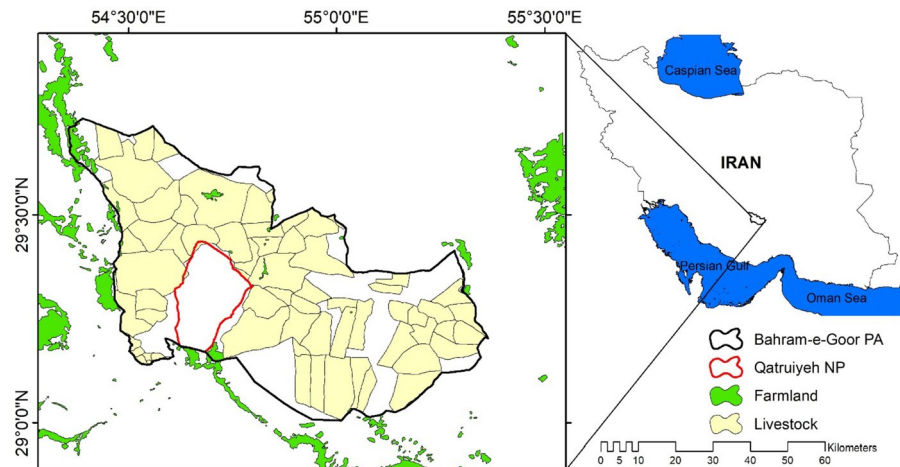 54°30'0"E
55°00'0"E
55°30'0"E
29°30'0"N
29°0'0"N
Caspian Sea
IRAN
Persian Gulf
Oman Sea
Bahram-e-Goor PA
Qatruiyeh NP
Farmland
Livestock
Kilometers
0 5 10 20 30 40 50 60